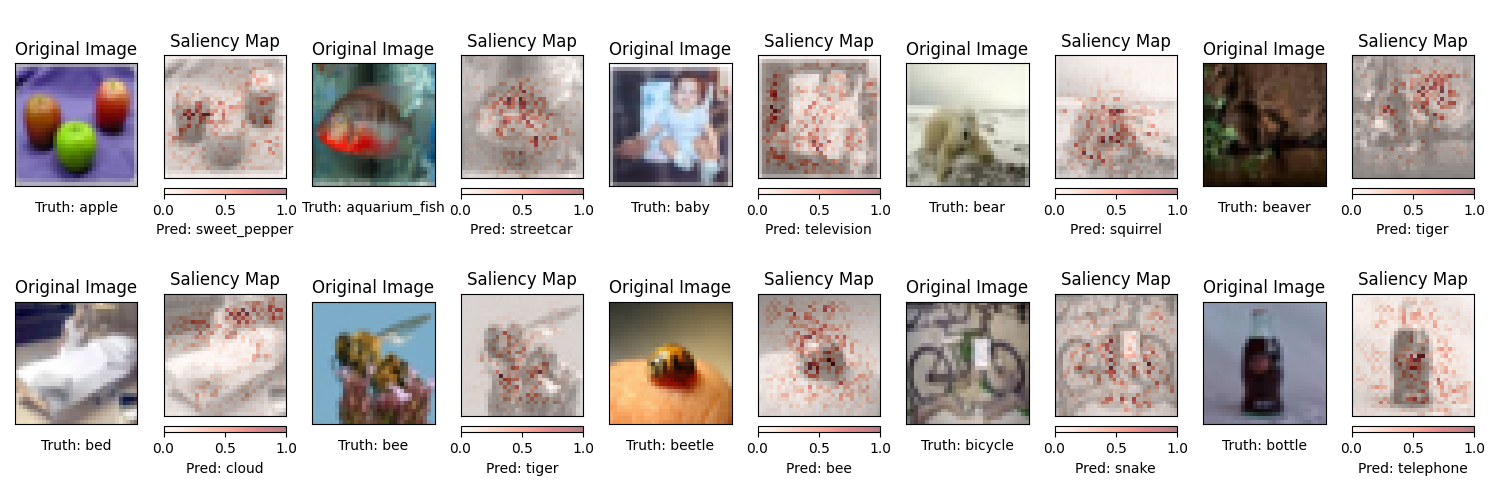 Original Image Saliency Map Original Image Saliency Map Original Image Saliency Map Original Image Saliency Map Original Image Saliency Map
0.0 0.5 1.0 0.0 0.5 1.0 0.0 0.5 1.0 0.0 0.5 1.0 0.0 0.5 1.0
Truth: apple Truth: aquarium_fish Truth: baby Truth: bear Truth: beaver
Pred: sweet_pepper Pred: streetcar Pred: television Pred: squirrel Pred: tiger
Original Image Saliency Map Original Image Saliency Map Original Image Saliency Map Original Image Saliency Map Original Image Saliency Map
Truth: bed Truth: bee Truth: beetle Truth: bicycle Truth: bottle
0.0 0.5 1.0 0.0 0.5 1.0 0.0 0.5 1.0 0.0 0.5 1.0 0.0 0.5 1.0
Pred: cloud Pred: tiger Pred: bee Pred: snake Pred: telephone